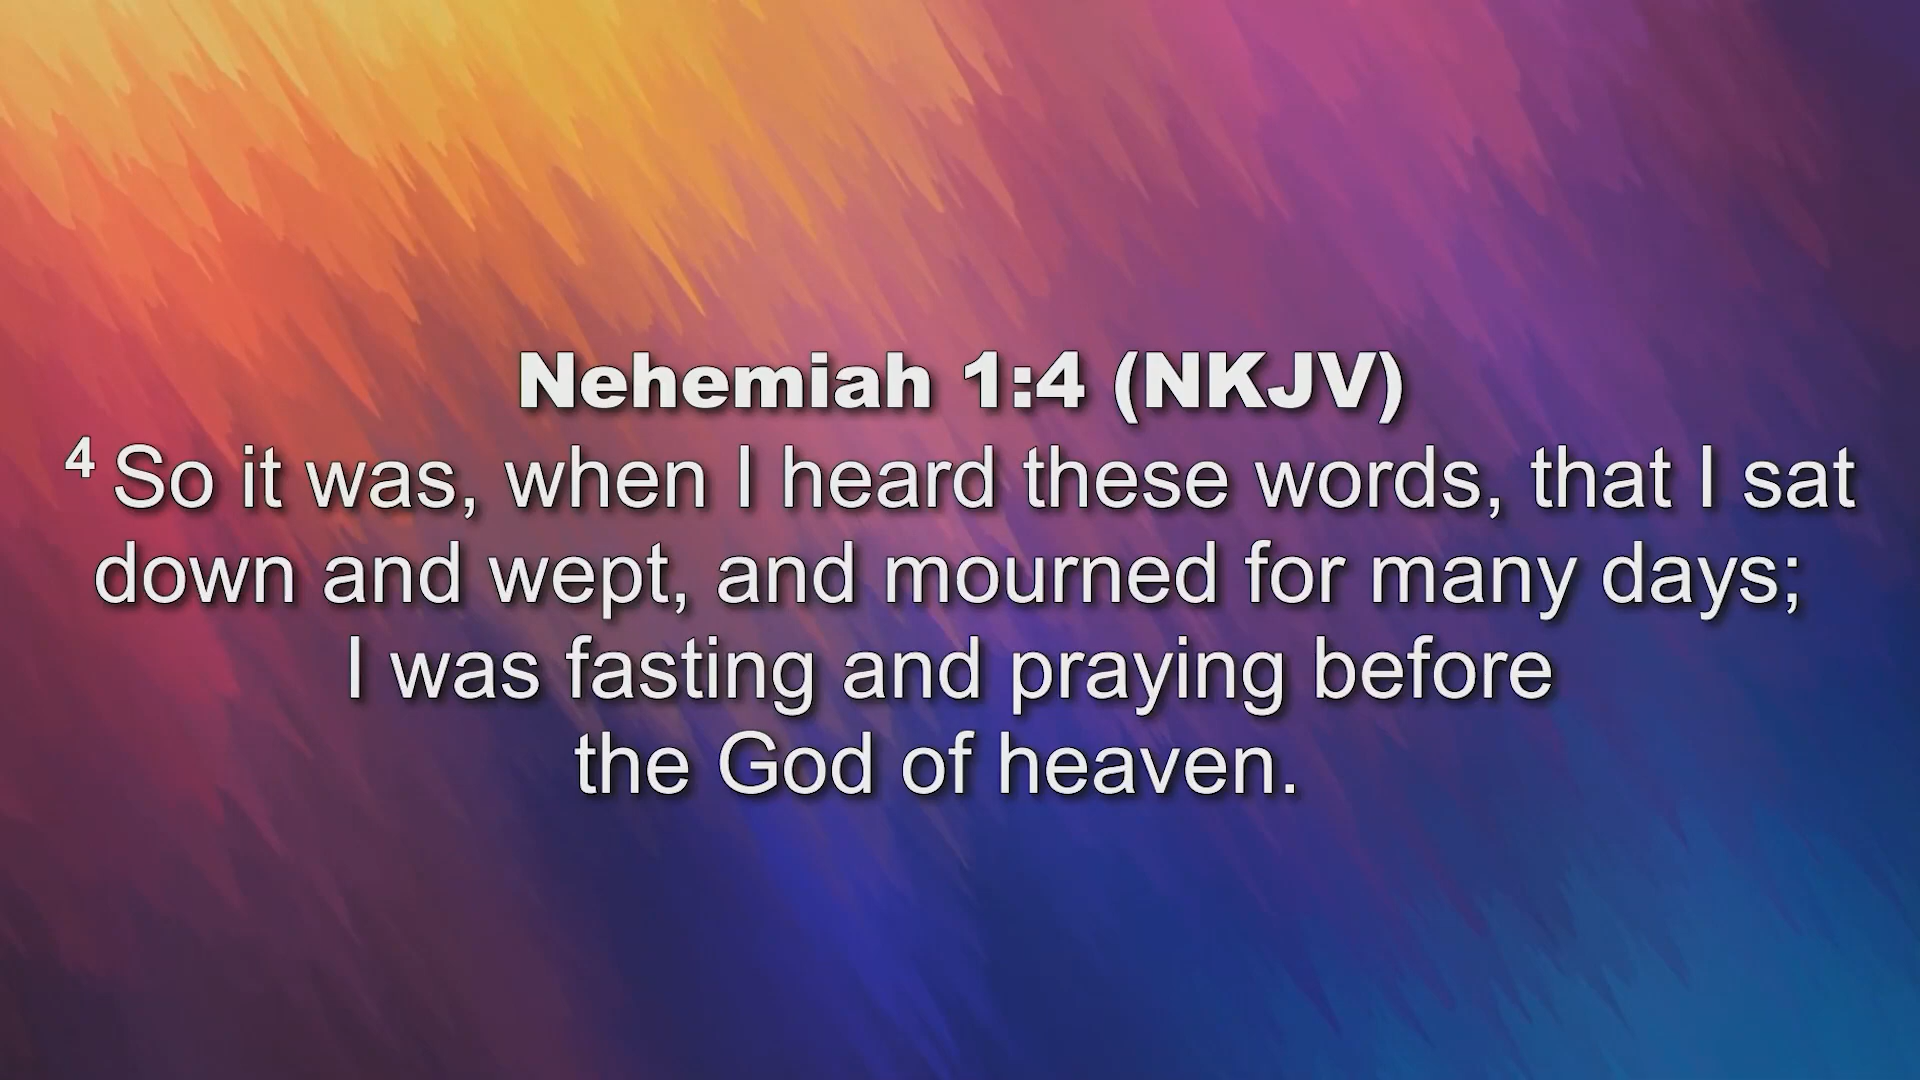 Nehemiah 1:4 (NKJV)
4 So it was, when I heard these words, that I sat
down and wept, and mourned for many days;
I was fasting and praying before
the God of heaven.